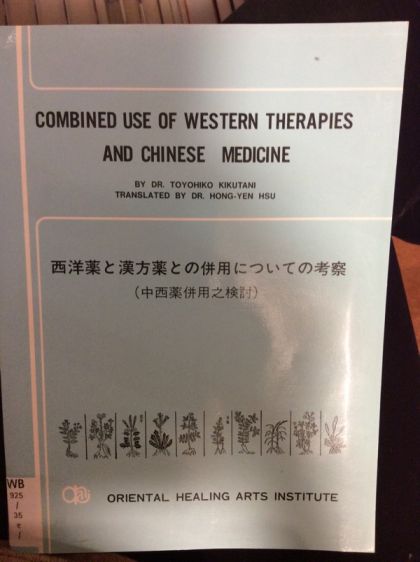 COMBINED USE OF WESTERN THERAPIES
AND CHINESE MEDICINE
BY DR. TOYOHIKO KIKUTANI
TRANSLATED BY DR. HONG-YEN HSU
西洋薬と漢方薬との併用についての考察
(中西薬併用之検討)
WB
925
/
35
ORIENTAL HEALING ARTS INSTITUTE